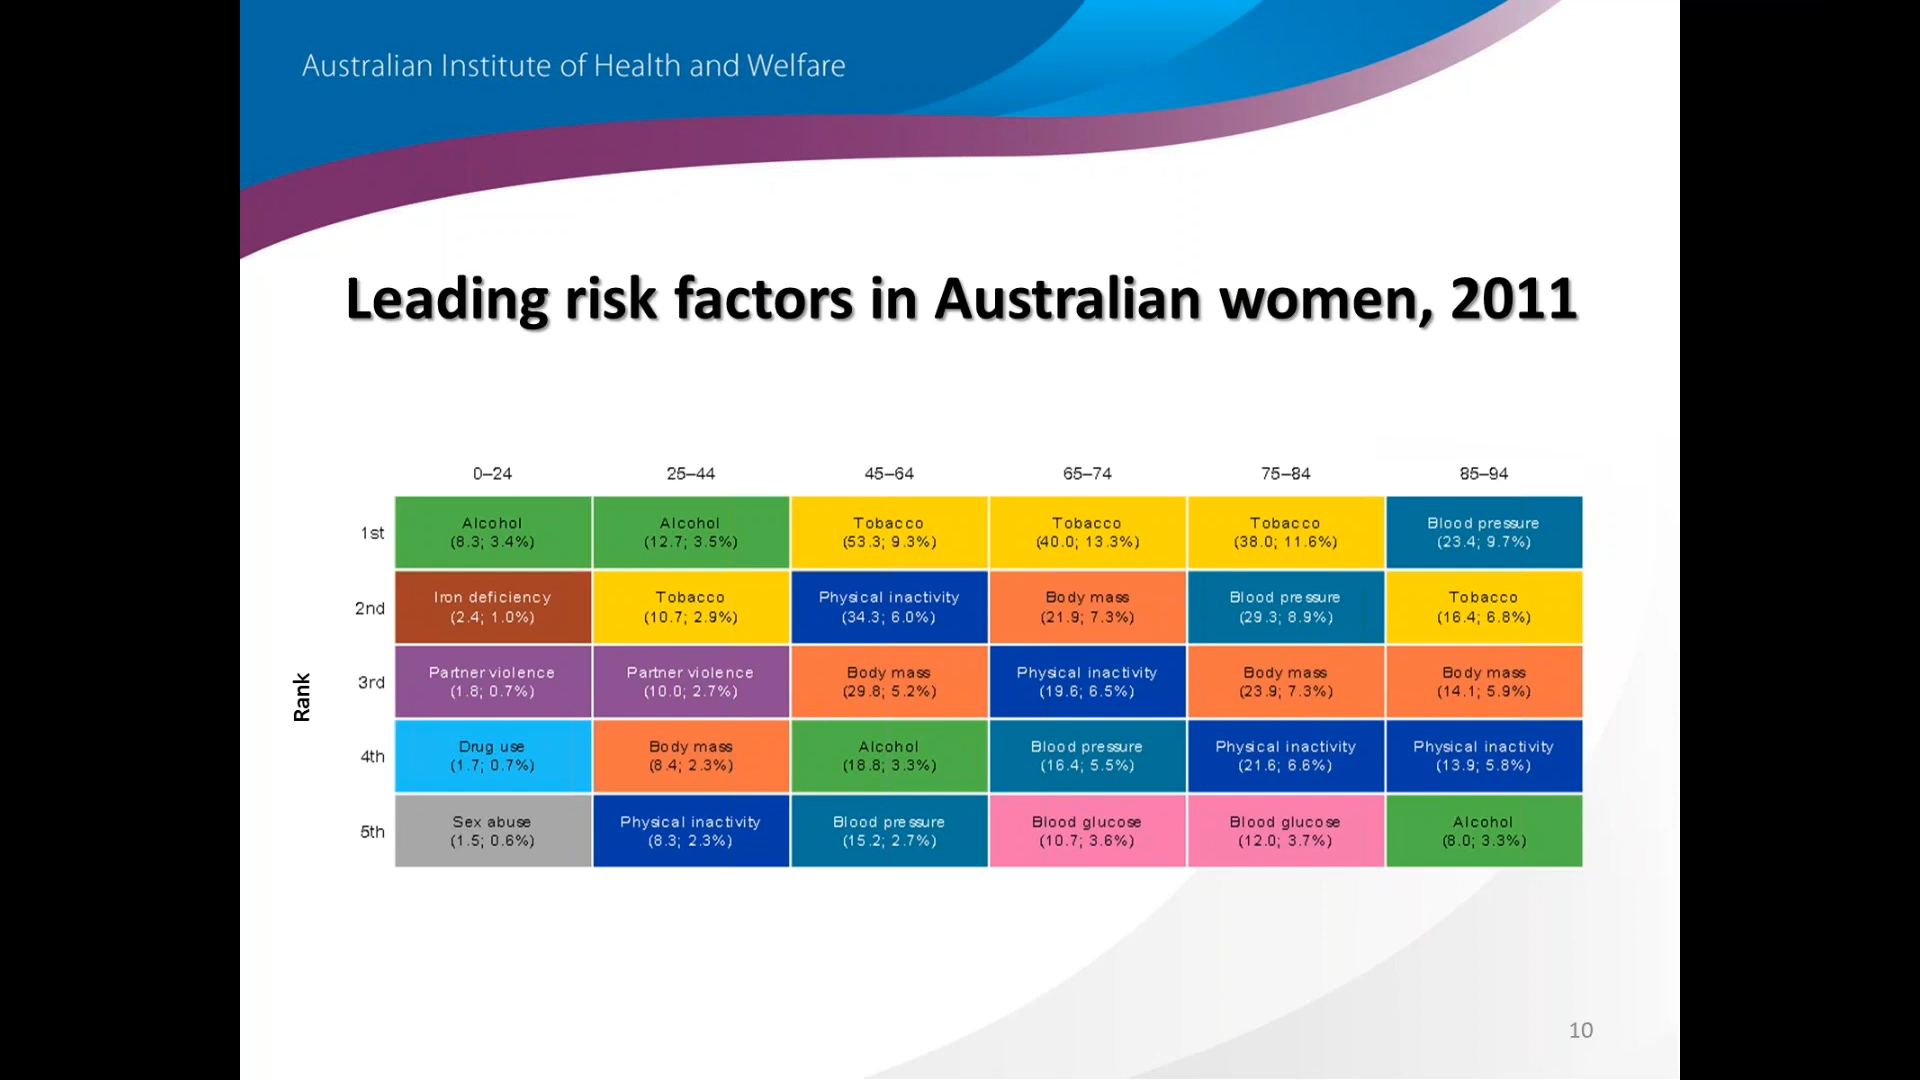 Australian Institute of Health and Welfare
Leading risk factors in Australian women, 2011
0–24 25–44 45–64 65–74 75–84 85–94
Rank
1st
Alcohol Alcohol Tobacco Tobacco Tobacco Blood pressure
(8.3; 3.4%) (12.7; 3.5%) (53.3; 9.3%) (40.0; 13.3%) (38.0; 11.6%) (23.4; 9.7%)
2nd
Iron deficiency Tobacco Physical inactivity Body mass Blood pressure Tobacco
(2.4; 1.0%) (10.7; 2.9%) (34.3; 6.0%) (21.9; 7.3%) (29.3; 8.9%) (16.4; 6.8%)
3rd
Partner violence Partner violence Body mass Physical inactivity Body mass Body mass
(1.8; 0.7%) (10.0; 2.7%) (29.8; 5.2%) (19.6; 6.5%) (23.9; 7.3%) (14.1; 5.9%)
4th
Drug use Body mass Alcohol Blood pressure Physical inactivity Physical inactivity
(1.7; 0.7%) (8.4; 2.3%) (18.8; 3.3%) (16.4; 5.5%) (21.6; 6.6%) (13.9; 5.8%)
5th
Sex abuse Physical inactivity Blood pressure Blood glucose Blood glucose Alcohol
(1.5; 0.6%) (8.3; 2.3%) (15.2; 2.7%) (10.7; 3.6%) (12.0; 3.7%) (8.0; 3.3%)
10